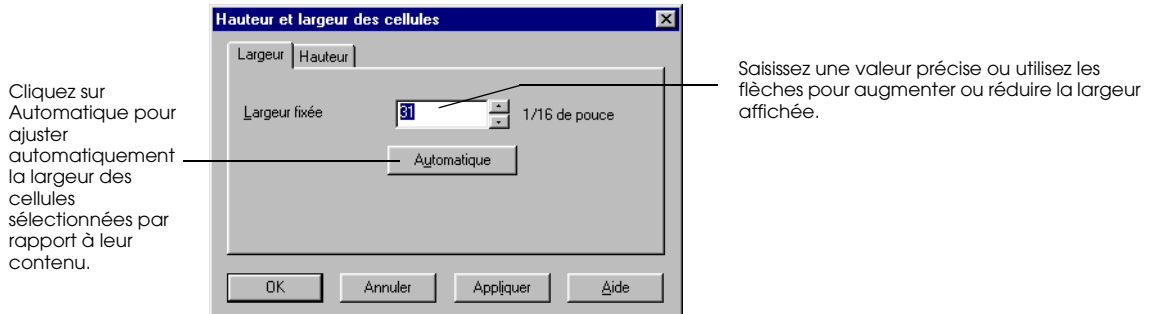 Hauteur et largeur des cellules
Largeur
Hauteur
Cliquez sur
Automatique pour
ajuster
automatiquement
la largeur des
cellules
sélectionnées par
rapport à leur
contenu.
Largeur fixée
31
1/16 de pouce
Automatique
Saisissez une valeur précise ou utilisez les
flèches pour augmenter ou réduire la largeur
affichée.
OK
Annuler
Appliquer
Aide